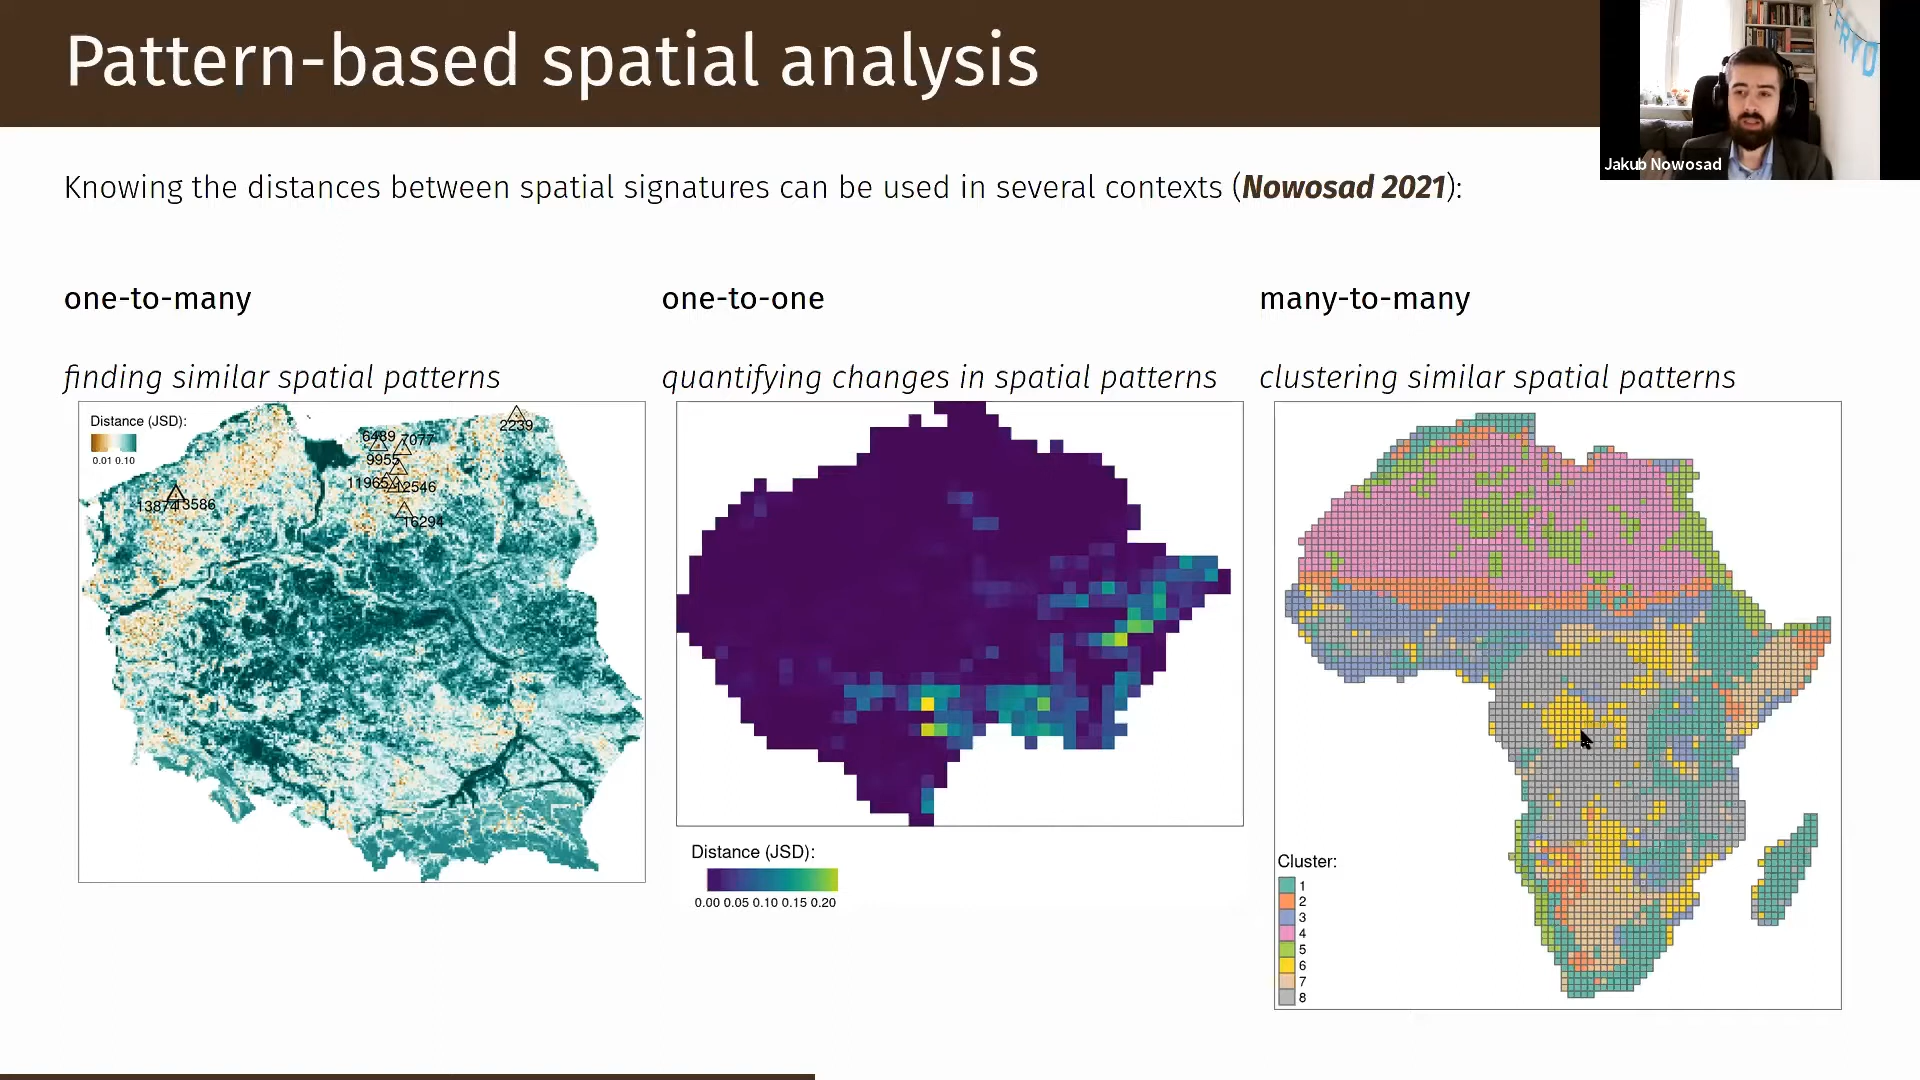 Pattern-based spatial analysis
Jakub Nowosad
Knowing the distances between spatial signatures can be used in several contexts (Nowosad 2021):
one-to-many
finding similar spatial patterns
Distance (JSD):
0.01 0.10
2239
6489
7077
9955
11965
2546
13874
3586
16294
one-to-one
quantifying changes in spatial patterns
Distance (JSD):
0.00 0.05 0.10 0.15 0.20
many-to-many
clustering similar spatial patterns
Cluster:
1
2
3
4
5
6
7
8